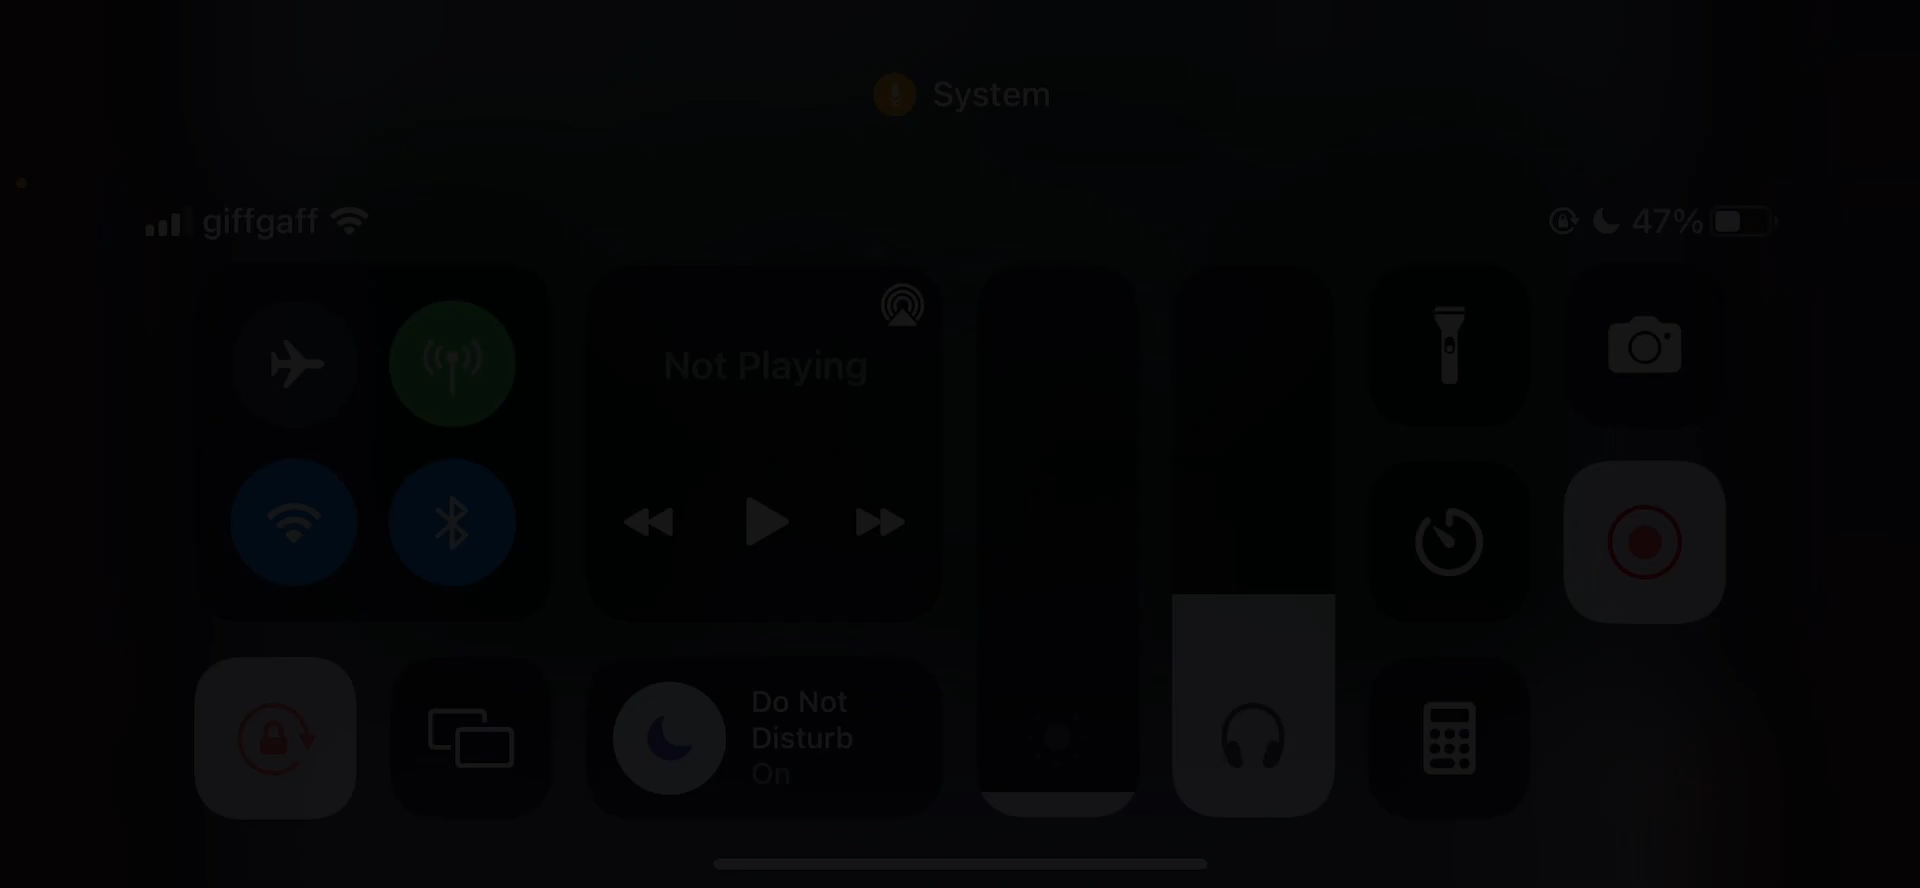 System
giffgaff
47%
Not Playing
Do Not
Disturb
On